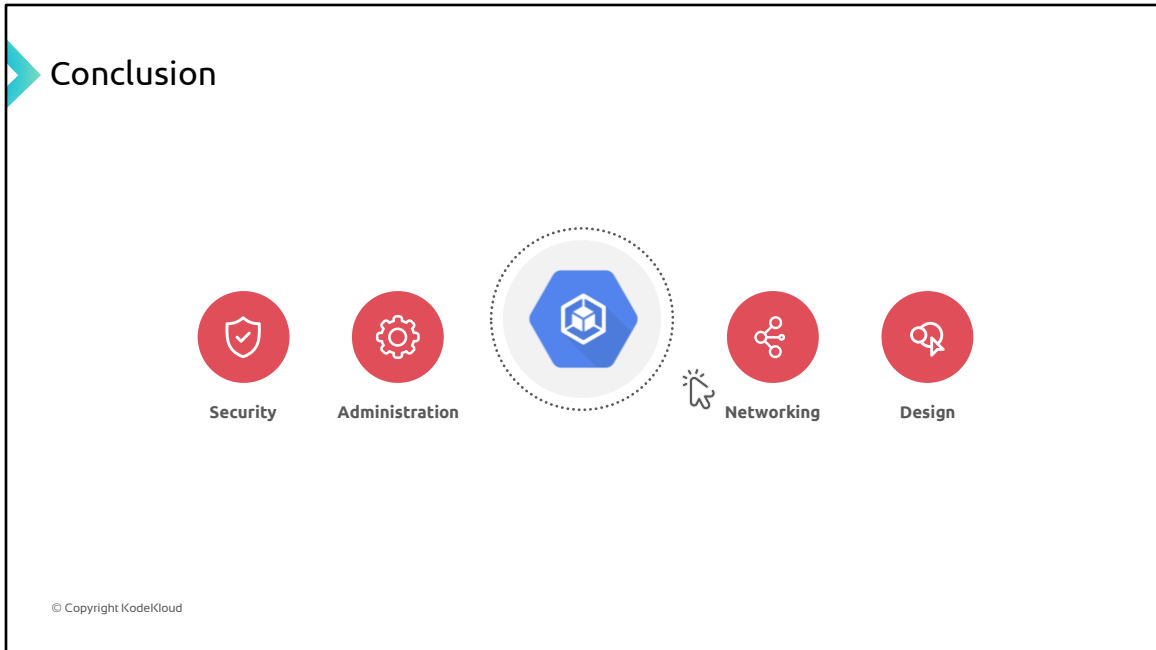 Conclusion
Security
Administration
Networking
Design
© Copyright KodeKloud